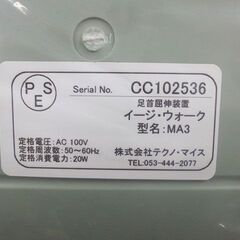 PSE
Serial No. CC102536
足首屈伸装置
イージ・ウォーク
型名:MA3
定格電圧:AC 100V
定格周波数:50～60Hz
定格消費電力:20W
株式会社テクノ・マイス
TEL:053-444-2077